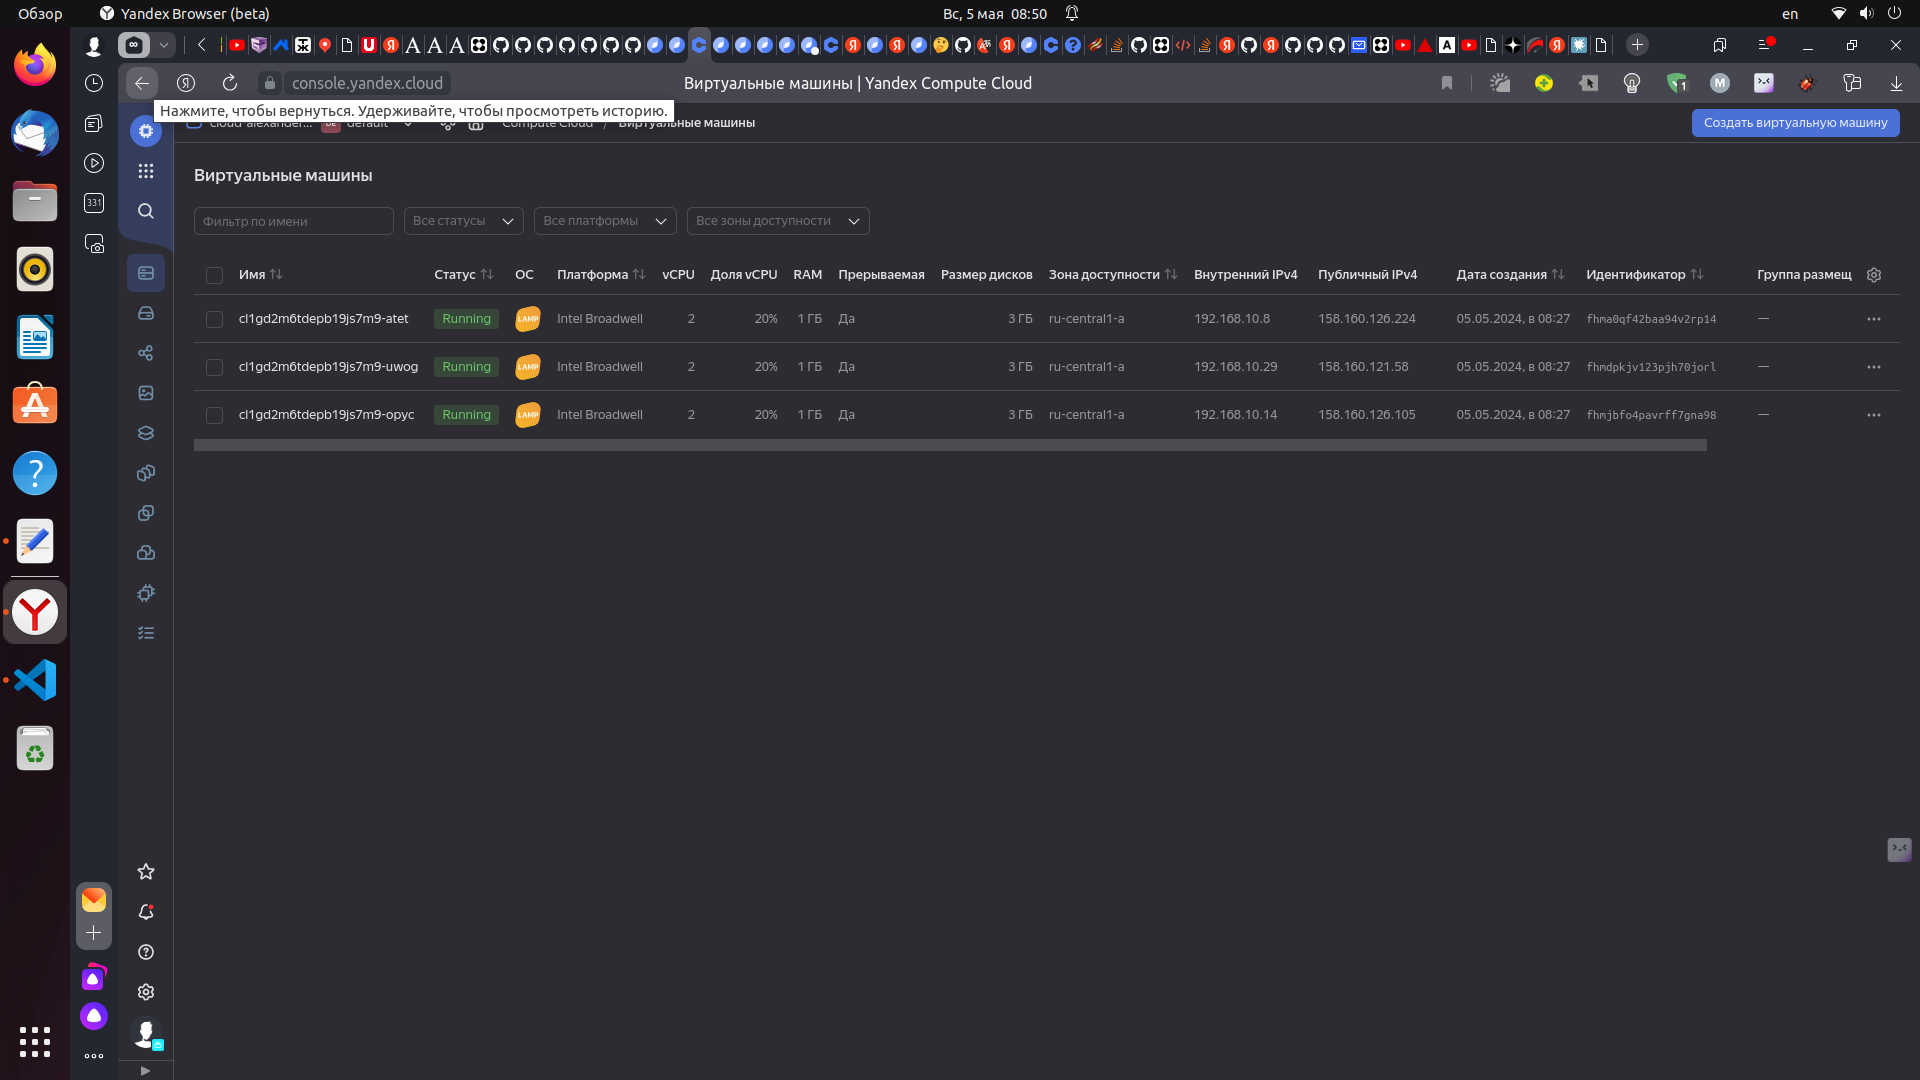 Обзор
Yandex Browser (beta)
Вс, 5 мая 08:50
en
console.yandex.cloud
Виртуальные машины | Yandex Compute Cloud
Нажмите, чтобы вернуться. Удерживайте, чтобы просмотреть историю.
Виртуальные машины
Создать виртуальную машину
331
Виртуальные машины
Фильтр по имени
Все статусы
Все платформы
Все зоны доступности
Имя Статус ОС Платформа vCPU Доля vCPU RAM Прерываемая Размер дисков Зона доступности Внутренний IPv4 Публичный IPv4 Дата создания Идентификатор Группа размещ
cl1gd2m6tdepb19js7m9-atet Running LAMP Intel Broadwell 2 20% 1 ГБ Да 3 ГБ ru-central1-a 192.168.10.8 158.160.126.224 05.05.2024, в 08:27 fhma0qf42baa94v2rp14 —
cl1gd2m6tdepb19js7m9-uwog Running LAMP Intel Broadwell 2 20% 1 ГБ Да 3 ГБ ru-central1-a 192.168.10.29 158.160.121.58 05.05.2024, в 08:27 fhmdpkjv123pjh70jorl —
cl1gd2m6tdepb19js7m9-opyc Running LAMP Intel Broadwell 2 20% 1 ГБ Да 3 ГБ ru-central1-a 192.168.10.14 158.160.126.105 05.05.2024, в 08:27 fhmjbfo4pavrff7gna98 —